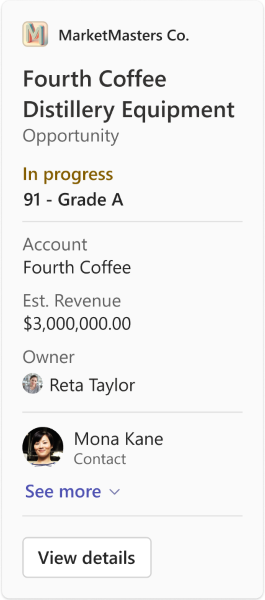 MarketMasters Co.
Fourth Coffee
Distillery Equipment
Opportunity
In progress
91 - Grade A
Account
Fourth Coffee
Est. Revenue
$3,000,000.00
Owner
Reta Taylor
Mona Kane
Contact
See more
View details